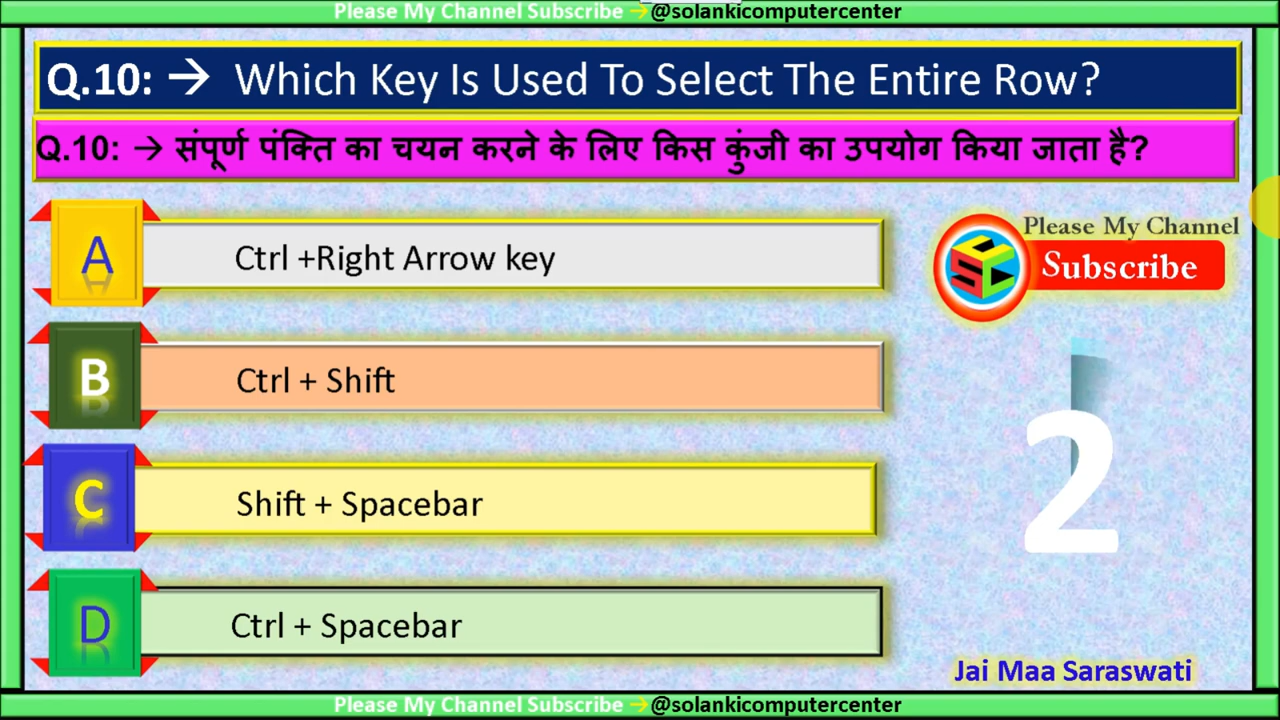 Please My Channel Subscribe → @solankicomputercenter
Q.10: → Which Key Is Used To Select The Entire Row?
Q.10: → संपूर्ण पंक्ति का चयन करने के लिए किस कुंजी का उपयोग किया जाता है?
A Ctrl +Right Arrow key
Please My Channel
Subscribe
SCC
B Ctrl + Shift
2
C Shift + Spacebar
D Ctrl + Spacebar
Jai Maa Saraswati
Please My Channel Subscribe → @solankicomputercenter